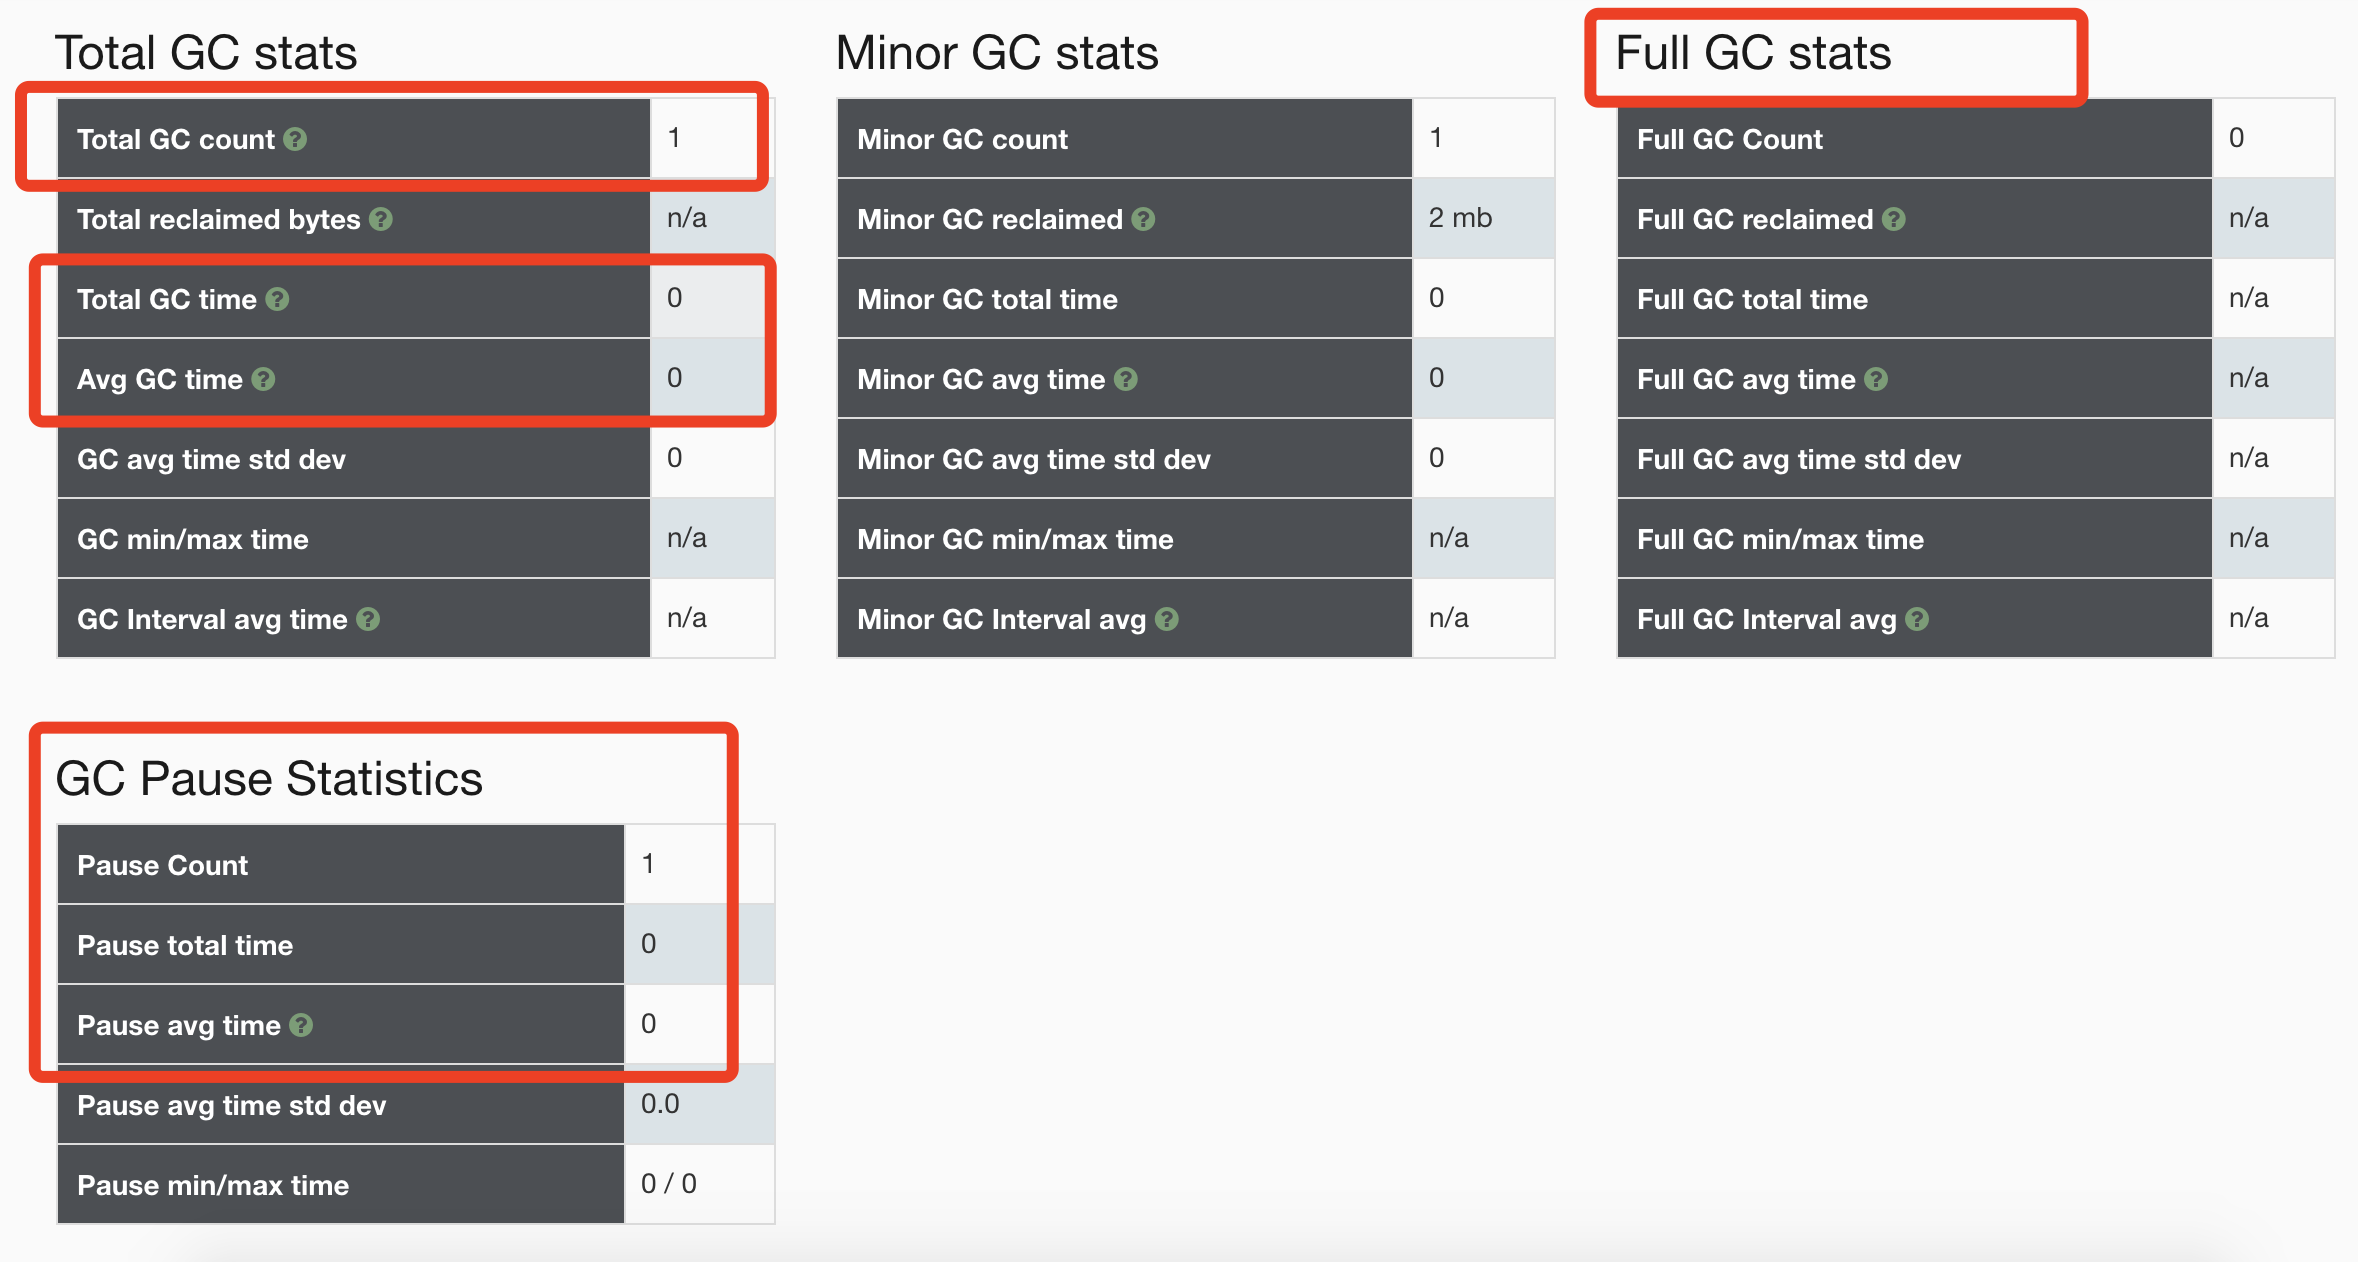 Total GC stats
Total GC count 1
Total reclaimed bytes n/a
Total GC time 0
Avg GC time 0
GC avg time std dev 0
GC min/max time n/a
GC Interval avg time n/a
Minor GC stats
Minor GC count 1
Minor GC reclaimed 2 mb
Minor GC total time 0
Minor GC avg time 0
Minor GC avg time std dev 0
Minor GC min/max time n/a
Minor GC Interval avg n/a
Full GC stats
Full GC Count 0
Full GC reclaimed n/a
Full GC total time n/a
Full GC avg time n/a
Full GC avg time std dev n/a
Full GC min/max time n/a
Full GC Interval avg n/a
GC Pause Statistics
Pause Count 1
Pause total time 0
Pause avg time 0
Pause avg time std dev 0.0
Pause min/max time 0 / 0